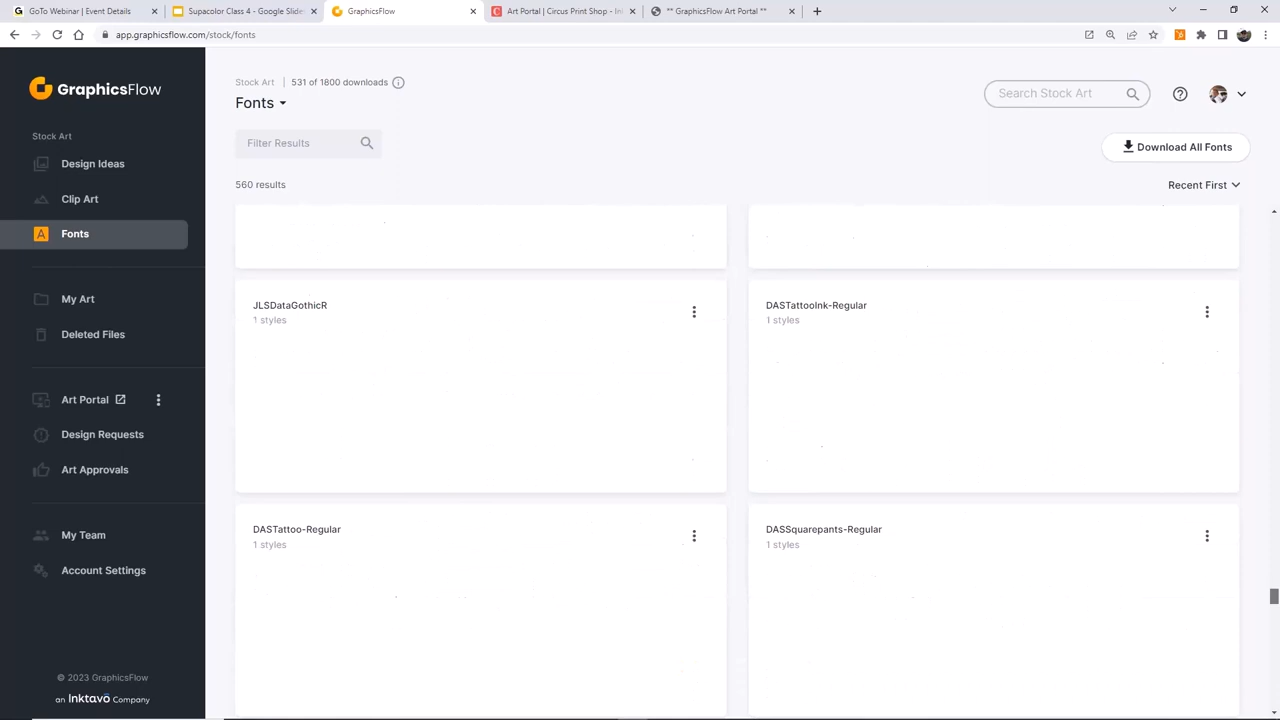 GoTo Webinar | Event Details
Supacolor Class 4 - Google Slides
GraphicsFlow
Art Portal | Circus Print Shop - In
** GraphicsFlow Art Portal **
app.graphicsflow.com/stock/fonts
GraphicsFlow
Stock Art
Design Ideas
Clip Art
Fonts
My Art
Deleted Files
Art Portal
Design Requests
Art Approvals
My Team
Account Settings
© 2023 GraphicsFlow
an Inktavo Company
Stock Art | 531 of 1800 downloads
Fonts
Search Stock Art
Filter Results
Download All Fonts
560 results
Recent First
JLSDataGothicR
1 styles
DASTattooInk-Regular
1 styles
DASTattoo-Regular
1 styles
DASSquarepants-Regular
1 styles